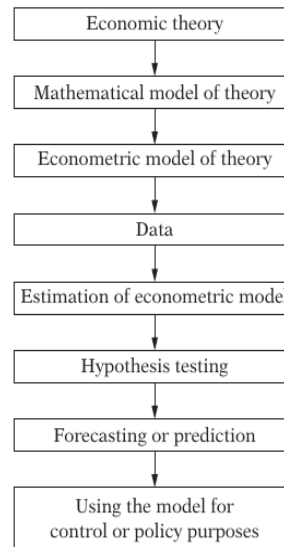 Economic theory
Mathematical model of theory
Econometric model of theory
Data
Estimation of econometric model
Hypothesis testing
Forecasting or prediction
Using the model for
control or policy purposes